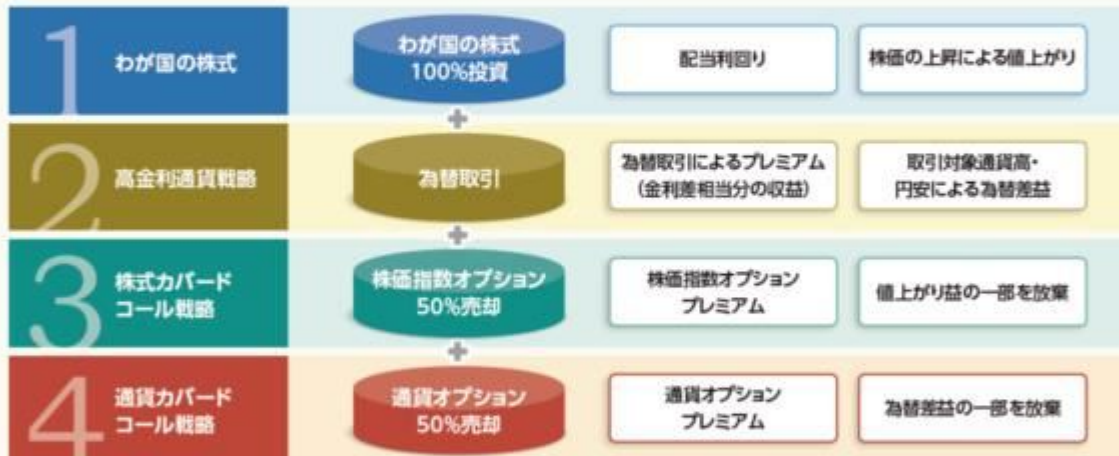 1
わが国の株式
わが国の株式
100%投資
配当利回り
株価の上昇による値上がり
2
高金利通貨戦略
為替取引
為替取引によるプレミアム
(金利差相当分の収益)
取引対象通貨高・
円安による為替差益
3
株式カバード
コール戦略
株価指数オプション
50%売却
株価指数オプション
プレミアム
値上がり益の一部を放棄
4
通貨カバード
コール戦略
通貨オプション
50%売却
通貨オプション
プレミアム
為替差益の一部を放棄